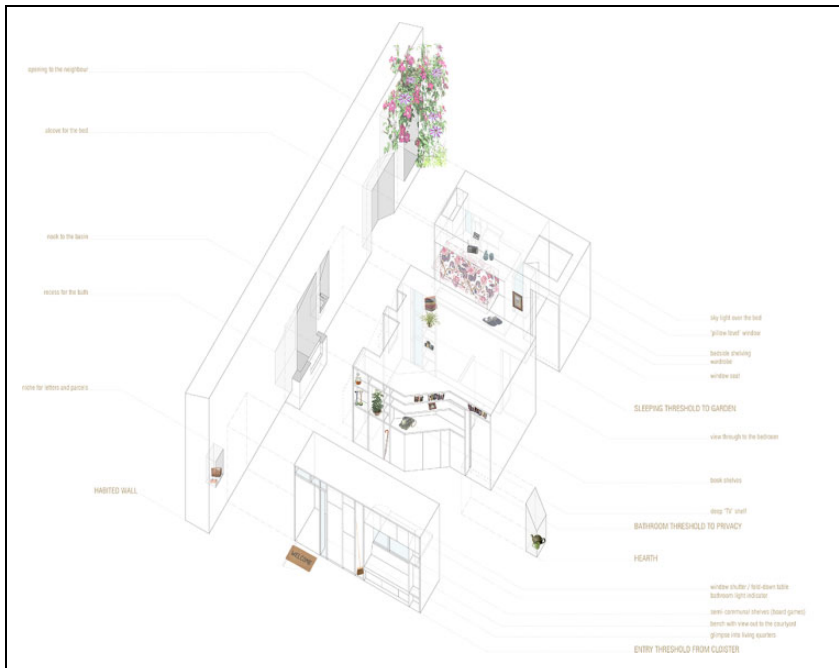 opening to the neighbour
alcove for the bed
nook to the basin
recess for the bath
niche for letters and parcels
HABITED WALL
WELCOME
sky light over the bed
'pillow level' window
bedside shelving
wardrobe
window seat
SLEEPING THRESHOLD TO GARDEN
view through to the bedroom
book shelves
deep 'TV' shelf
BATHROOM THRESHOLD TO PRIVACY
HEARTH
window shutter / fold-down table
bathroom light indicator
semi-communal shelves (board games)
bench with view out to the courtyard
glimpse into living quarters
ENTRY THRESHOLD FROM CLOISTER